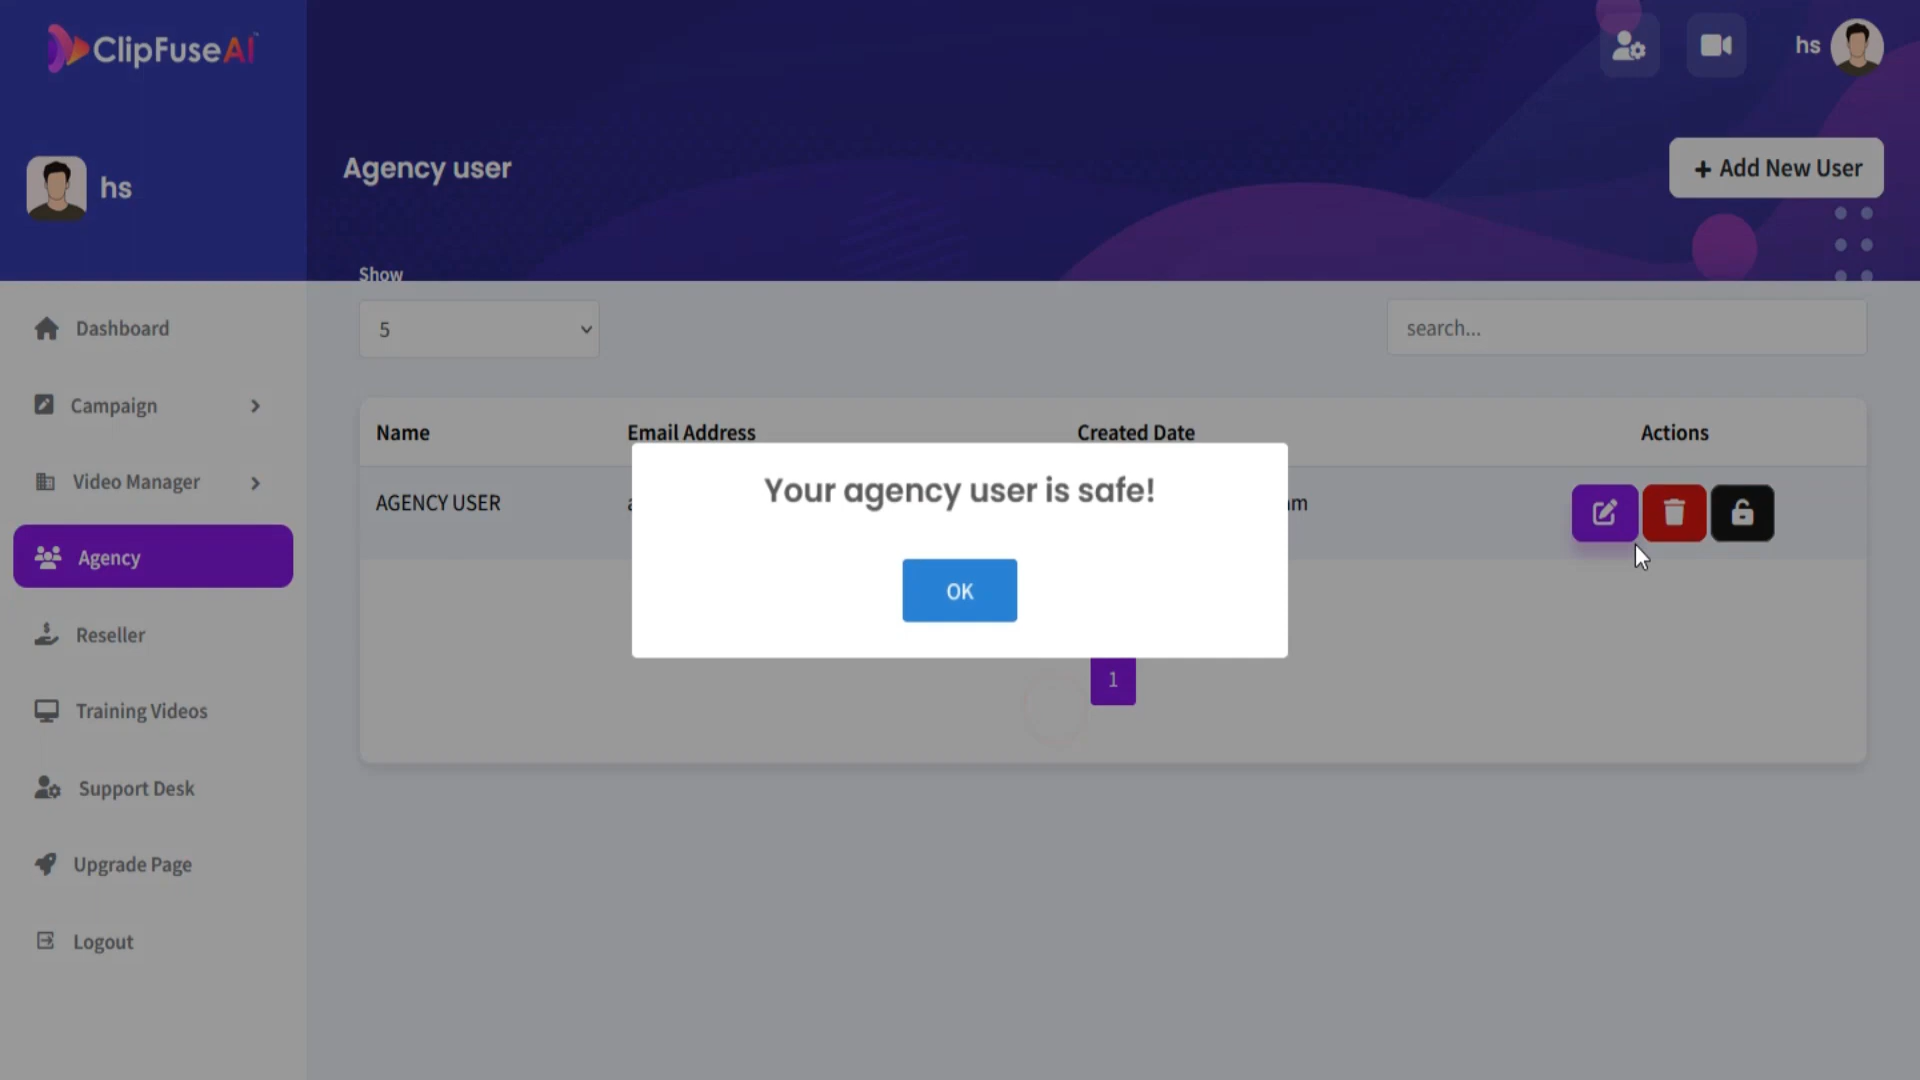 ClipFuseAI
hs
hs
Agency user
+ Add New User
Show
5
search...
Dashboard
Campaign
Video Manager
Agency
Reseller
Training Videos
Support Desk
Upgrade Page
Logout
Name Email Address Created Date Actions
AGENCY USER
Your agency user is safe!
OK
1